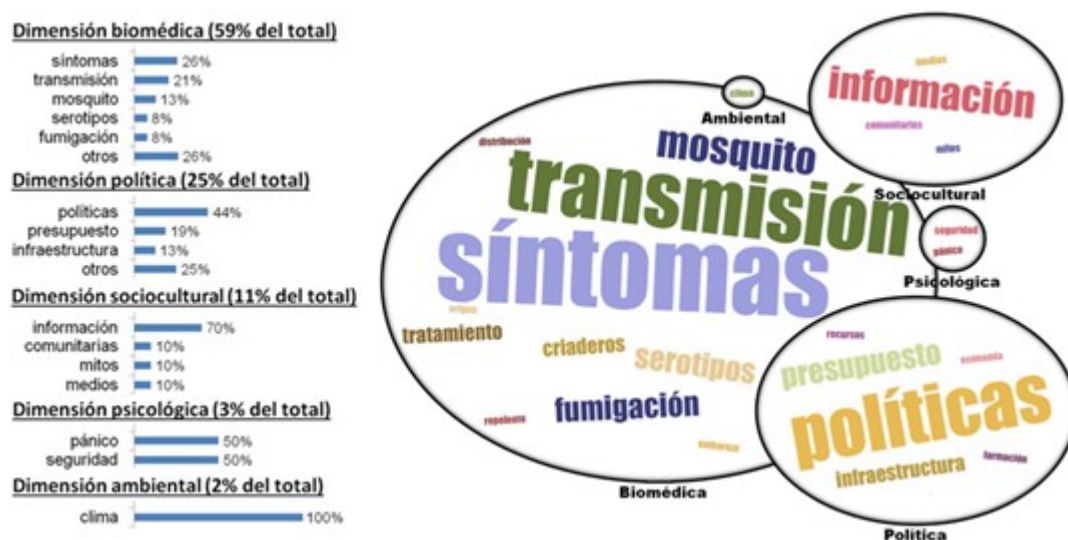 Dimensión biomédica (59% del total)
síntomas 26%
transmisión 21%
mosquito 13%
serotipos 8%
fumigación 8%
otros 26%
Dimensión política (25% del total)
políticas 44%
presupuesto 19%
infraestructura 13%
otros 25%
Dimensión sociocultural (11% del total)
información 70%
comunitarias 10%
mitos 10%
medios 10%
Dimensión psicológica (3% del total)
pánico 50%
seguridad 50%
Dimensión ambiental (2% del total)
clima 100%
clima
Ambiental
medios
información
comunitarias
mitos
Sociocultural
distribución
mosquito
transmisión
síntomas
seguridad
pánico
Psicológica
tratamiento
criaderos
serotipos
fumigación
repelente
embarazo
Biomédica
recursos
presupuesto
economía
políticas
infraestructura
formación
Política